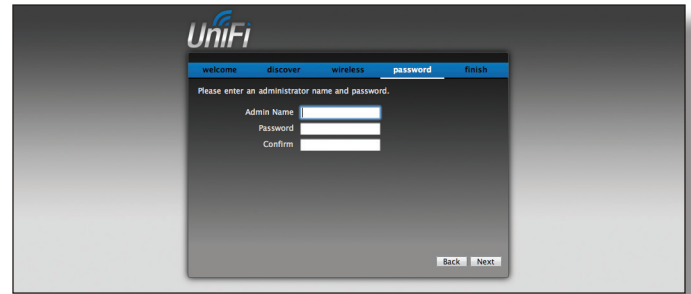 UniFi
welcome discover wireless password finish
Please enter an administrator name and password.
Admin Name
Password
Confirm
Back Next